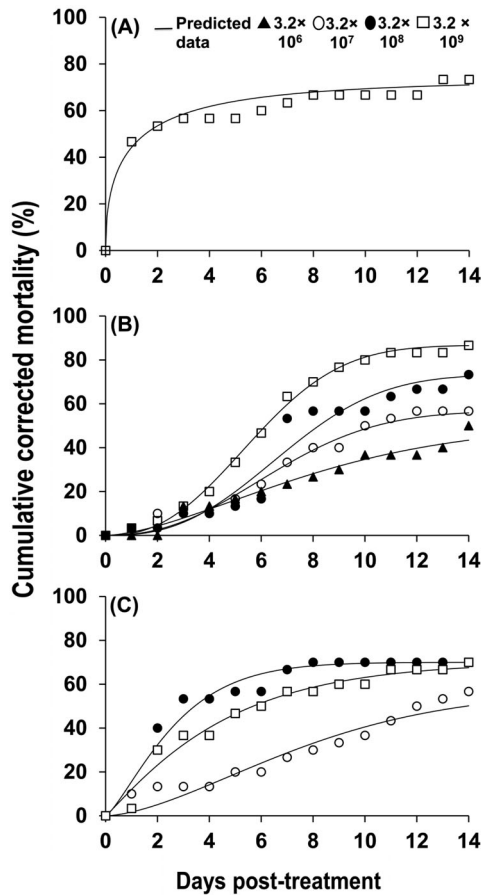 (A) Predicted data 3.2× 10⁶ 3.2× 10⁷ 3.2× 10⁸ 3.2 × 10⁹
100
80
60
40
20
0
0 2 4 6 8 10 12 14
Cumulative corrected mortality (%)
(B)
100
80
60
40
20
0
0 2 4 6 8 10 12 14
(C)
100
80
60
40
20
0
0 2 4 6 8 10 12 14
Days post-treatment